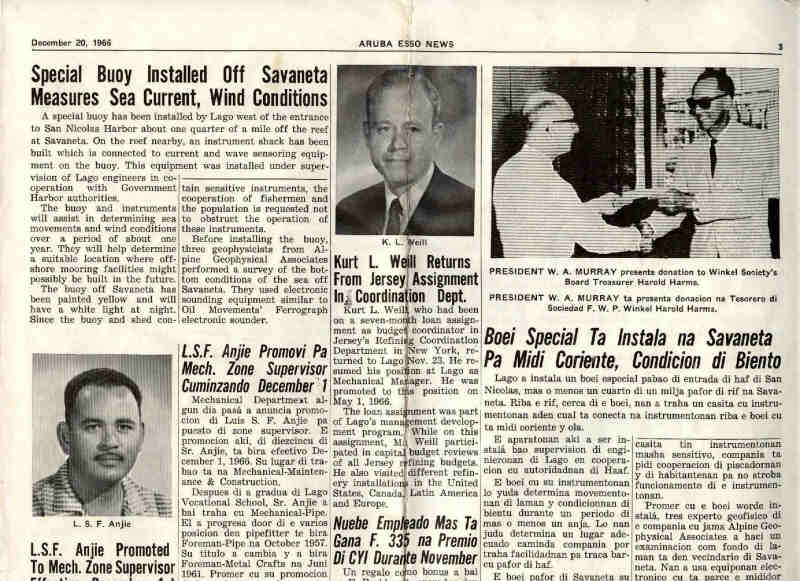 December 20, 1966
ARUBA ESSO NEWS
3
Special Buoy Installed Off Savaneta
Measures Sea Current, Wind Conditions
A special buoy has been installed by Lago west of the entrance
to San Nicolas Harbor about one quarter of a mile off the reef
at Savaneta. On the reef nearby, an instrument shack has been
built which is connected to current and wave sensoring equip-
ment on the buoy. This equipment was installed under super-
vision of Lago engineers in co-
operation with Government
Harbor authorities.
The buoy and instruments
will assist in determining sea
movements and wind conditions
over a period of about one
year. They will help determine
a suitable location where off-
shore mooring facilities might
possibly be built in the future.
The buoy off Savaneta has
been painted yellow and will
have a white light at night.
Since the buoy and shed con-
tain sensitive instruments, the
cooperation of fishermen and
the population is requested not
to obstruct the operation of
these instruments.
Before installing the buoy,
three geophysicists from Al-
pine Geophysical Associates
performed a survey of the bot-
tom conditions of the sea off
Savaneta. They used electronic
sounding equipment similar to
Oil Movements' Ferrograph
electronic sounder.
L. S. F. Anjie
L.S.F. Anjie Promoted
To Mech. Zone Supervisor
L.S.F. Anjie Promovi Pa
Mech. Zone Supervisor
Cuminzando December 1
Mechanical Department al-
gun dia pasá a anuncia promo-
cion di Luis S. F. Anjie pa
puesto di zone supervisor. E
promocion aki, di diezcinco di
Sr. Anjie, ta bira efectivo De-
cember 1, 1966. Su lugar di tra-
bao ta na Mechanical-Mainten-
ance & Construction.
Despues di a gradua di Lago
Vocational School, Sr. Anjie a
bai traha cu Mechanical-Pipe.
El a progresa door di e varios
posicion den pipefitter te bira
Foreman-Pipe na October 1957.
Su titulo a cambia y a bira
Foreman-Metal Crafts na Juni
1961. Promer cu su promocion
K. L. Weill
Kurt L. Weill Returns
From Jersey Assignment
In Coordination Dept.
Kurt L. Weill, who had been
on a seven-month loan assign-
ment as budget coordinator in
Jersey's Refining Coordination
Department in New York, re-
turned to Lago Nov. 23. He re-
sumed his position at Lago as
Mechanical Manager. He was
promoted to this position on
May 1, 1966.
The loan assignment was part
of Lago's management develop-
ment program. While on this
assignment, Mr. Weill partici-
pated in capital budget reviews
of all Jersey refining budgets.
He also visited different refin-
ery installations in the United
States, Canada, Latin America
and Europe.
Nuebe Empleado Mas Ta
Gana F. 335 na Premio
Di CYI Durante November
Un regalo como bonus a bai
PRESIDENT W. A. MURRAY presents donation to Winkel Society's
Board Treasurer Harold Harms.
PRESIDENT W. A. MURRAY ta presenta donacion na Tesorero di
Sociedad F. W. P. Winkel Harold Harms.
Boei Special Ta Instala na Savaneta
Pa Midi Coriente, Condicion di Biento
Lago a instala un boei especial pabao di entrada di haf di San
Nicolas, mas o menos un cuarto di un milja pafor di rif na Sava-
neta. Riba e rif, cerca di e boei, nan a traha un casita cu instru-
mentonan aden cual ta conecta na instrumentonan riba e boei cu
ta midi coriente y ola.
E aparatonan aki a ser in-
stalá bao supervision di engi-
nieronan di Lago en coopera-
cion cu autoridadnan di Haaf.
E boei cu su instrumentonan
lo yuda determina movemento-
nan di laman y condicionnan di
bientu durante un periodo di
mas o menos un anja. Lo nan
juda determina un lugar ade-
cuado caminda compania por
traha facilidadnan pa traca bar-
cu pafor di haf.
E boei pafor di Savaneta a
casita tin instrumentonan
masha sensitivo, compania ta
pidi cooperacion di piscadornan
y di habitantenan pa no stroba
funcionamento di e instrumen-
tonan.
Promer cu e boei worde in-
stalá, tres experto geofisico di
e compania cu jama Alpine Geo-
physical Associates a haci un
examinacion cu fondo di la-
man ta den vecindario di Sava-
neta. Nan a usa equiponan elec-
tronico cu ta parce e mididor